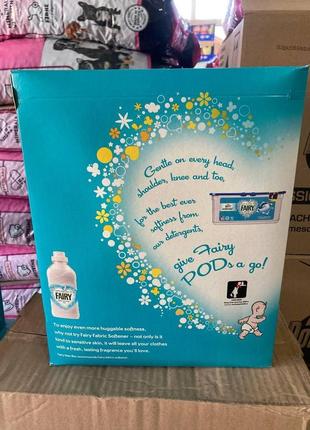 Gentle on every head,
shoulder, knee and toe,
for the best ever
softness from
our detergents,
give Fairy
PODs a go!
FAIRY
FAIRY
To enjoy even more huggable softness,
why not try Fairy Fabric Softener – not only is it
kind to sensitive skin, it will leave all your clothes
with a fresh, lasting fragrance you'll love.